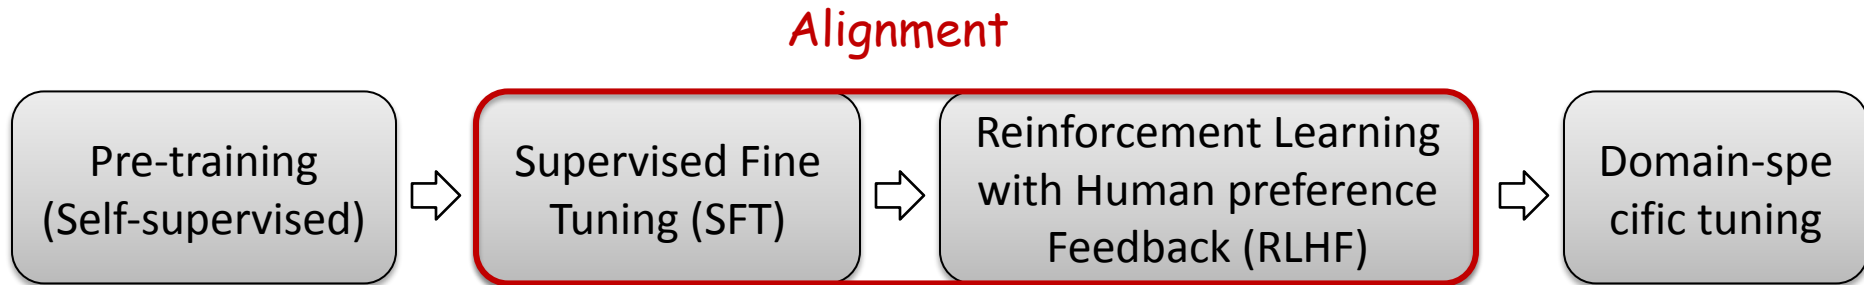 Alignment
Pre-training
(Self-supervised)
Supervised Fine
Tuning (SFT)
Reinforcement Learning
with Human preference
Feedback (RLHF)
Domain-spe
cific tuning